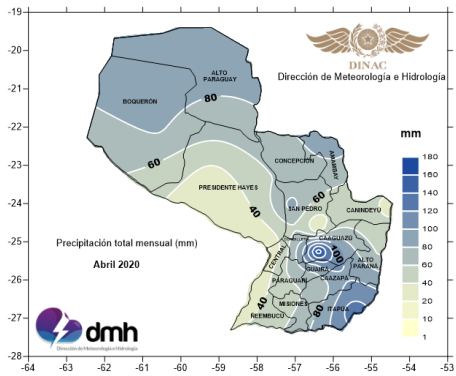 DINAC
Dirección de Meteorología e Hidrología
ALTO
PARAGUAY
BOQUERÓN
80
60
CONCEPCIÓN
AMAMBAY
PRESIDENTE HAYES
60
SAN PEDRO
CANINDEYÚ
40
CAAGUAZÚ
100
CENTRAL
GUAIRÁ
ALTO
PARANÁ
CAAZAPÁ
PARAGUARÍ
40
MISIONES
ÑEEMBUCÚ
80
ITAPÚA
Precipitación total mensual (mm)
Abril 2020
mm
180
160
140
120
100
80
60
40
20
10
1
dmh
Dirección de Meteorología e Hidrología
-19
-20
-21
-22
-23
-24
-25
-26
-27
-28
-64 -63 -62 -61 -60 -59 -58 -57 -56 -55 -54 -53